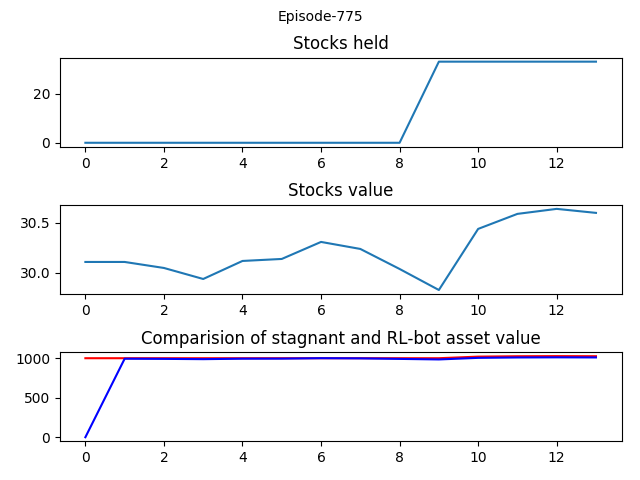 Episode-775
Stocks held
20
0
0 2 4 6 8 10 12
Stocks value
30.5
30.0
0 2 4 6 8 10 12
Comparision of stagnant and RL-bot asset value
1000
500
0
0 2 4 6 8 10 12